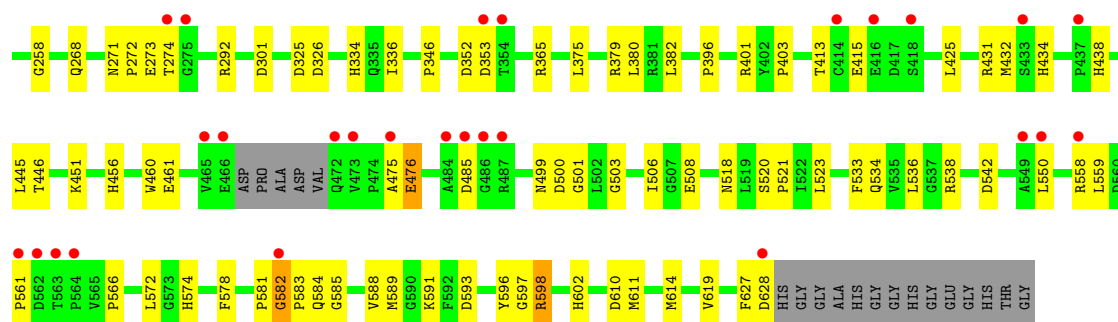 G258 Q268 N271 P272 E273 T274 G275 R292 D301 D325 D326 H334 Q335 I336 P346 D352 D353 T354 R365 L375 R379 L380 R381 L382 P396 R401 Y402 P403 T413 C414 E415 E416 D417 S418 L425 R431 M432 S433 H434 P437 H438
L445 T446 K451 H456 W460 E461 V465 E466 ASP PRO ALA ASP VAL Q472 V473 P474 A475 E476 A484 D485 G486 R487 N499 D500 G501 L502 G503 I506 G507 E508 N518 L519 S520 P521 I522 L523 F533 Q534 V535 L536 G537 R538 D542 A549 L550 R558 L559
P561 D562 T563 P564 V565 P566 L572 G573 H574 F578 P581 G582 P583 Q584 G585 V588 M589 G590 K591 F592 D593 Y596 G597 R598 H602 D610 M611 M614 V619 F627 D628 HIS GLY GLY ALA HIS GLY GLY HIS GLY GLU GLY HIS THR GLY